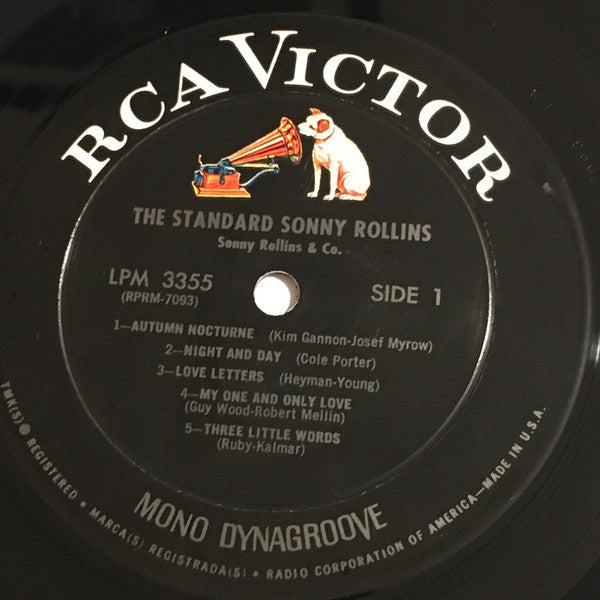 RCA VICTOR
THE STANDARD SONNY ROLLINS
Sonny Rollins & Co.
LPM 3355
(RPRM-7093)
SIDE 1
1—AUTUMN NOCTURNE (Kim Gannon-Josef Myrow)
2—NIGHT AND DAY (Cole Porter)
3—LOVE LETTERS (Heyman-Young)
4—MY ONE AND ONLY LOVE
(Guy Wood-Robert Mellin)
5—THREE LITTLE WORDS
(Ruby-Kalmar)
MONO DYNAGROOVE
TMK(S) ® REGISTERED • MARCA(S) REGISTRADA(S) • RADIO CORPORATION OF AMERICA—MADE IN U.S.A.